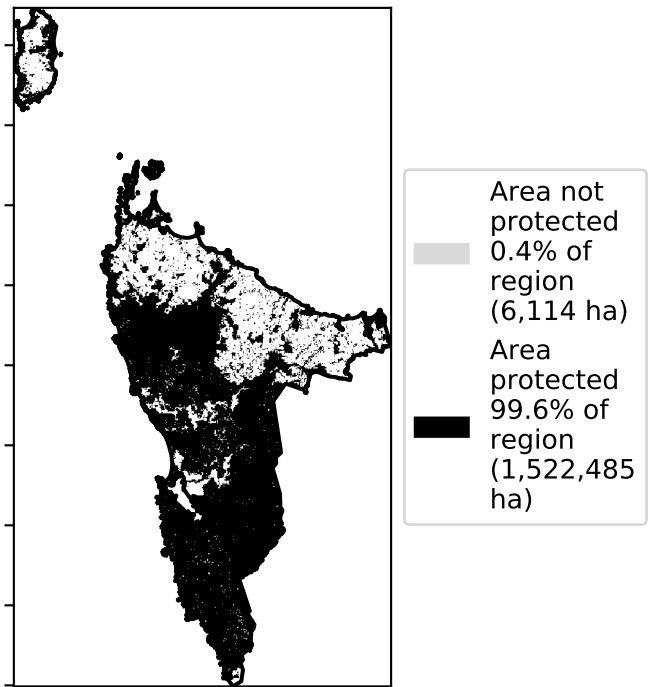 Area not
protected
0.4% of
region
(6,114 ha)
Area
protected
99.6% of
region
(1,522,485
ha)